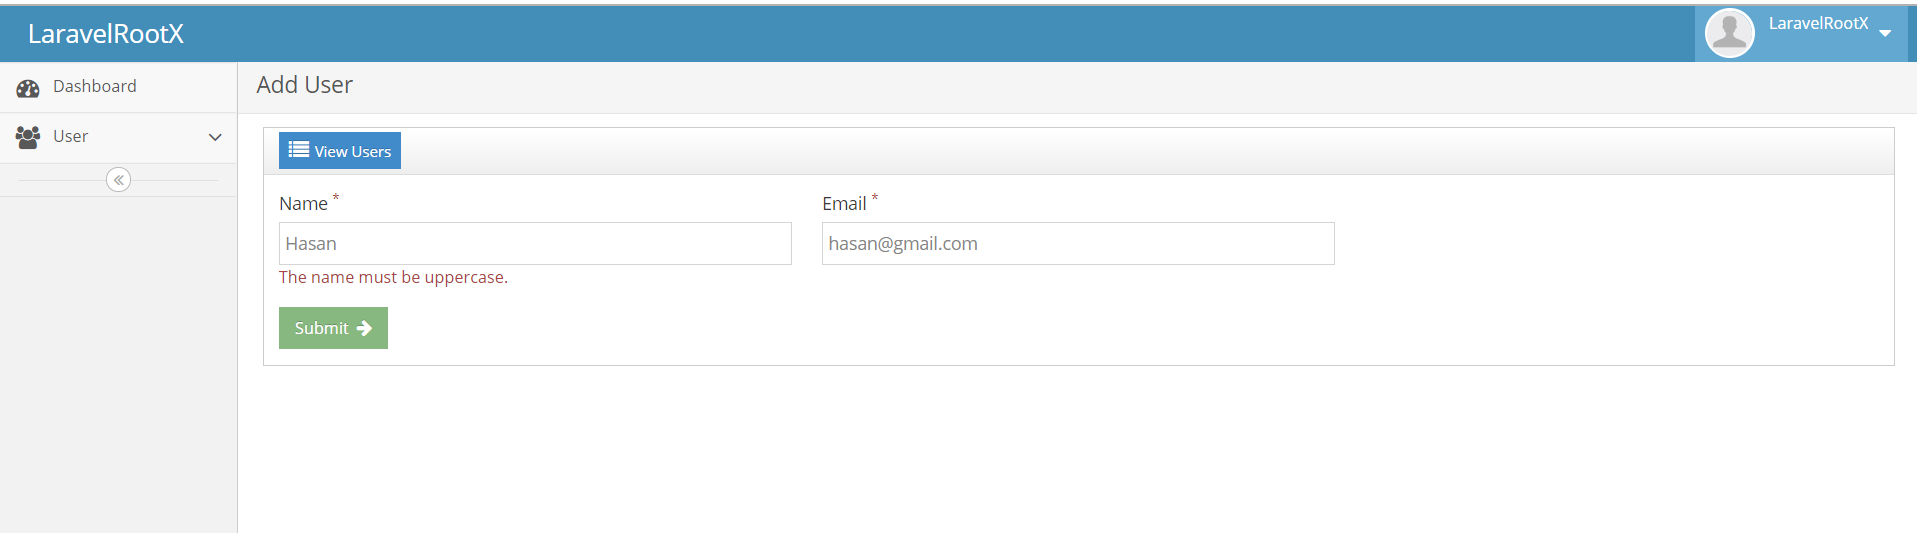 LaravelRootX
LaravelRootX
Dashboard
User
Add User
View Users
Name *
Email *
Hasan
hasan@gmail.com
The name must be uppercase.
Submit